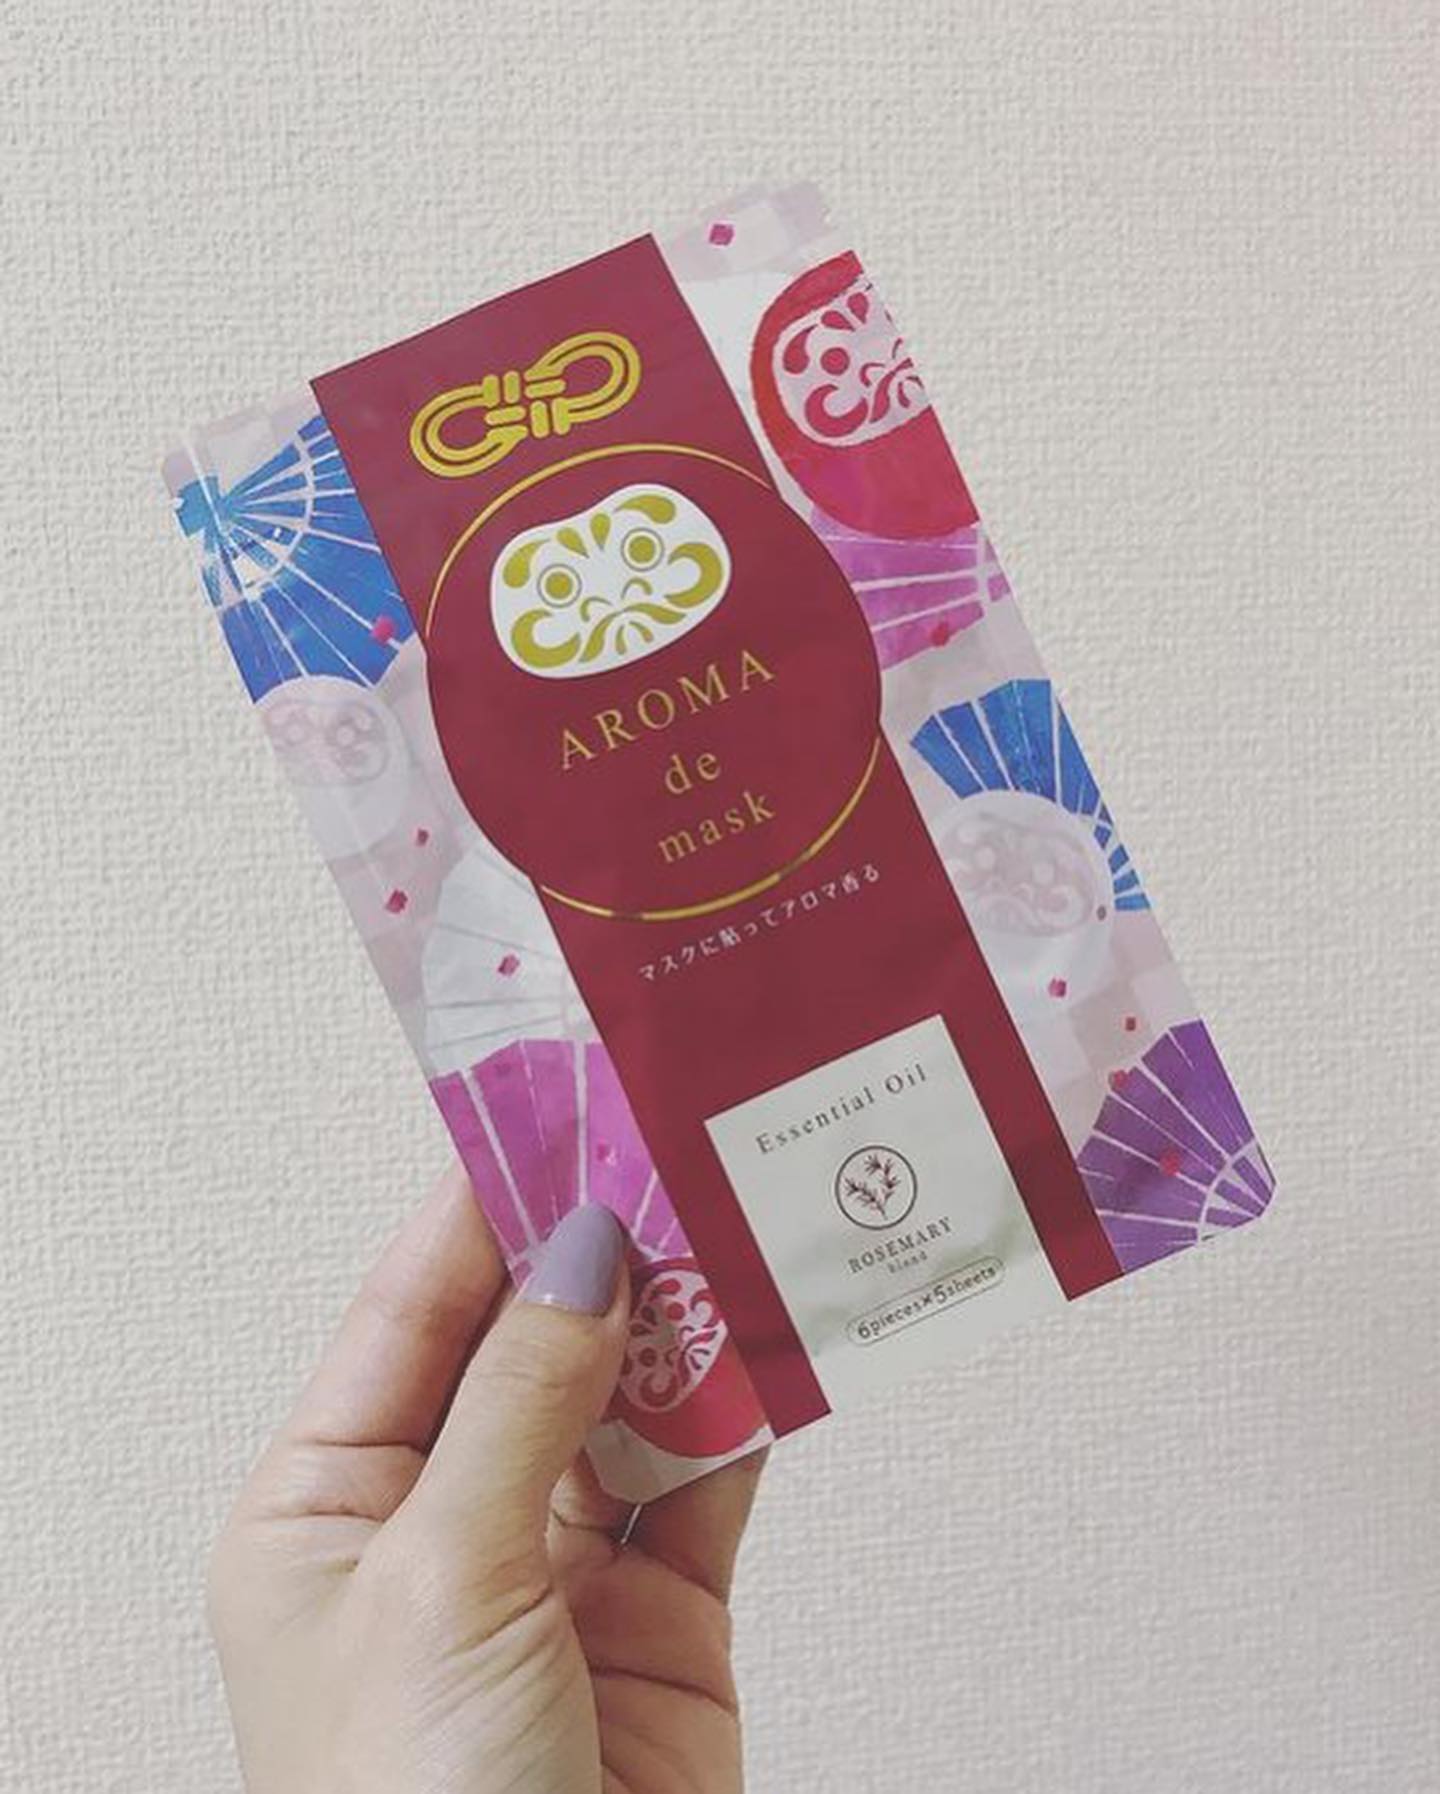 AROMA
de
mask
マスクに貼ってアロマ香る
Essential Oil
ROSEMARY
blend
6pieces×5sheets